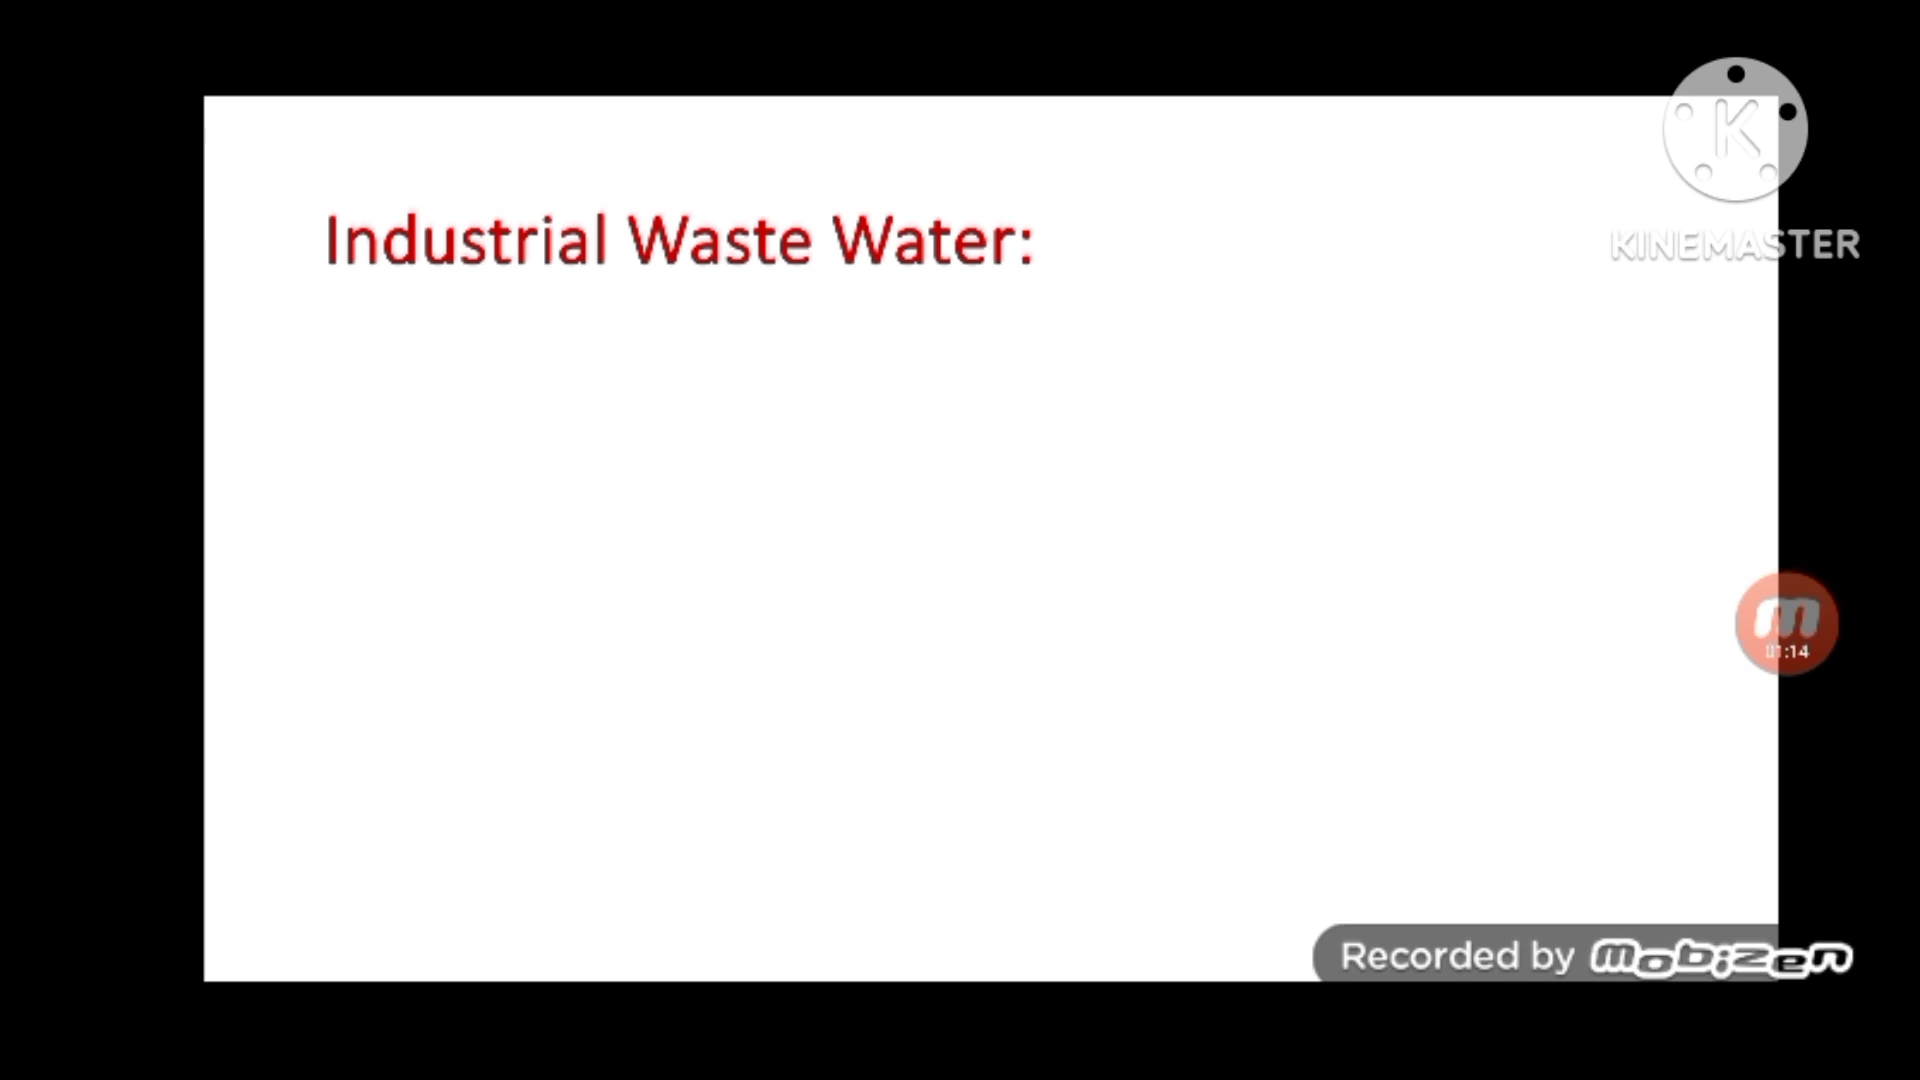 K
KINEMASTER
Industrial Waste Water:
m
01:14
Recorded by mobizen